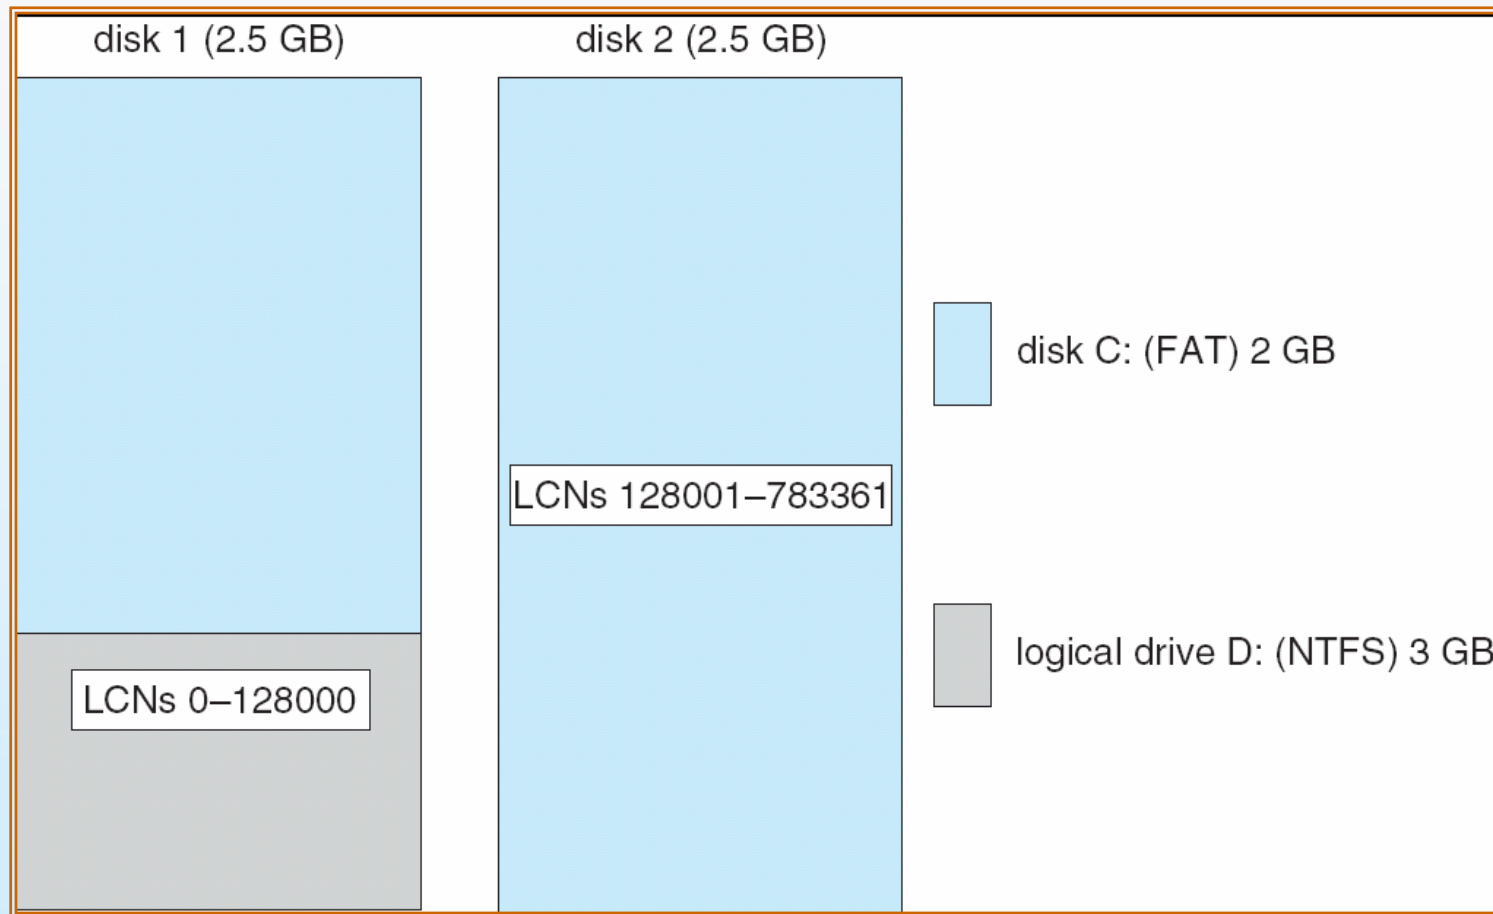 disk 1 (2.5 GB)
disk 2 (2.5 GB)
disk C: (FAT) 2 GB
LCNs 128001–783361
logical drive D: (NTFS) 3 GB
LCNs 0–128000